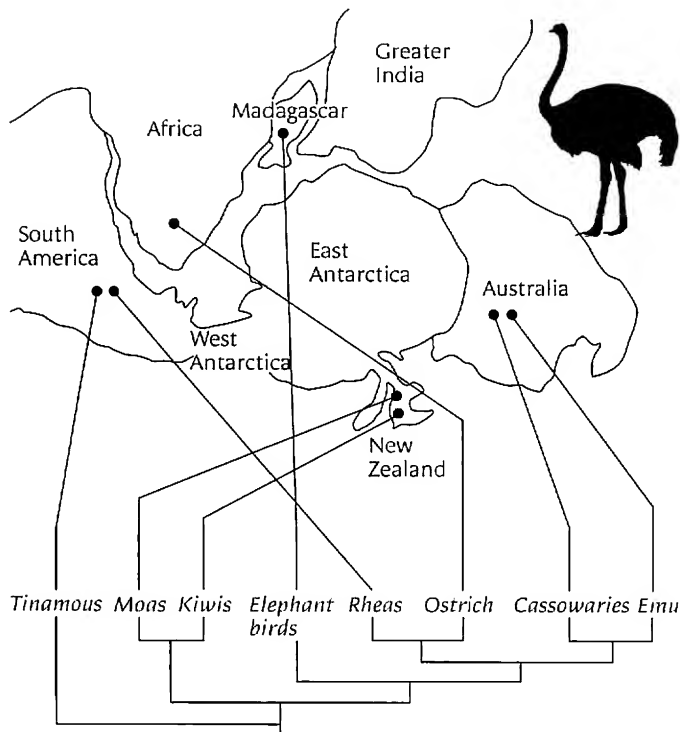 Greater
India
Madagascar
Africa
South
America
East
Antarctica
Australia
West
Antarctica
New
Zealand
Tinamous Moas Kiwis Elephant birds Rheas Ostrich Cassowaries Emu